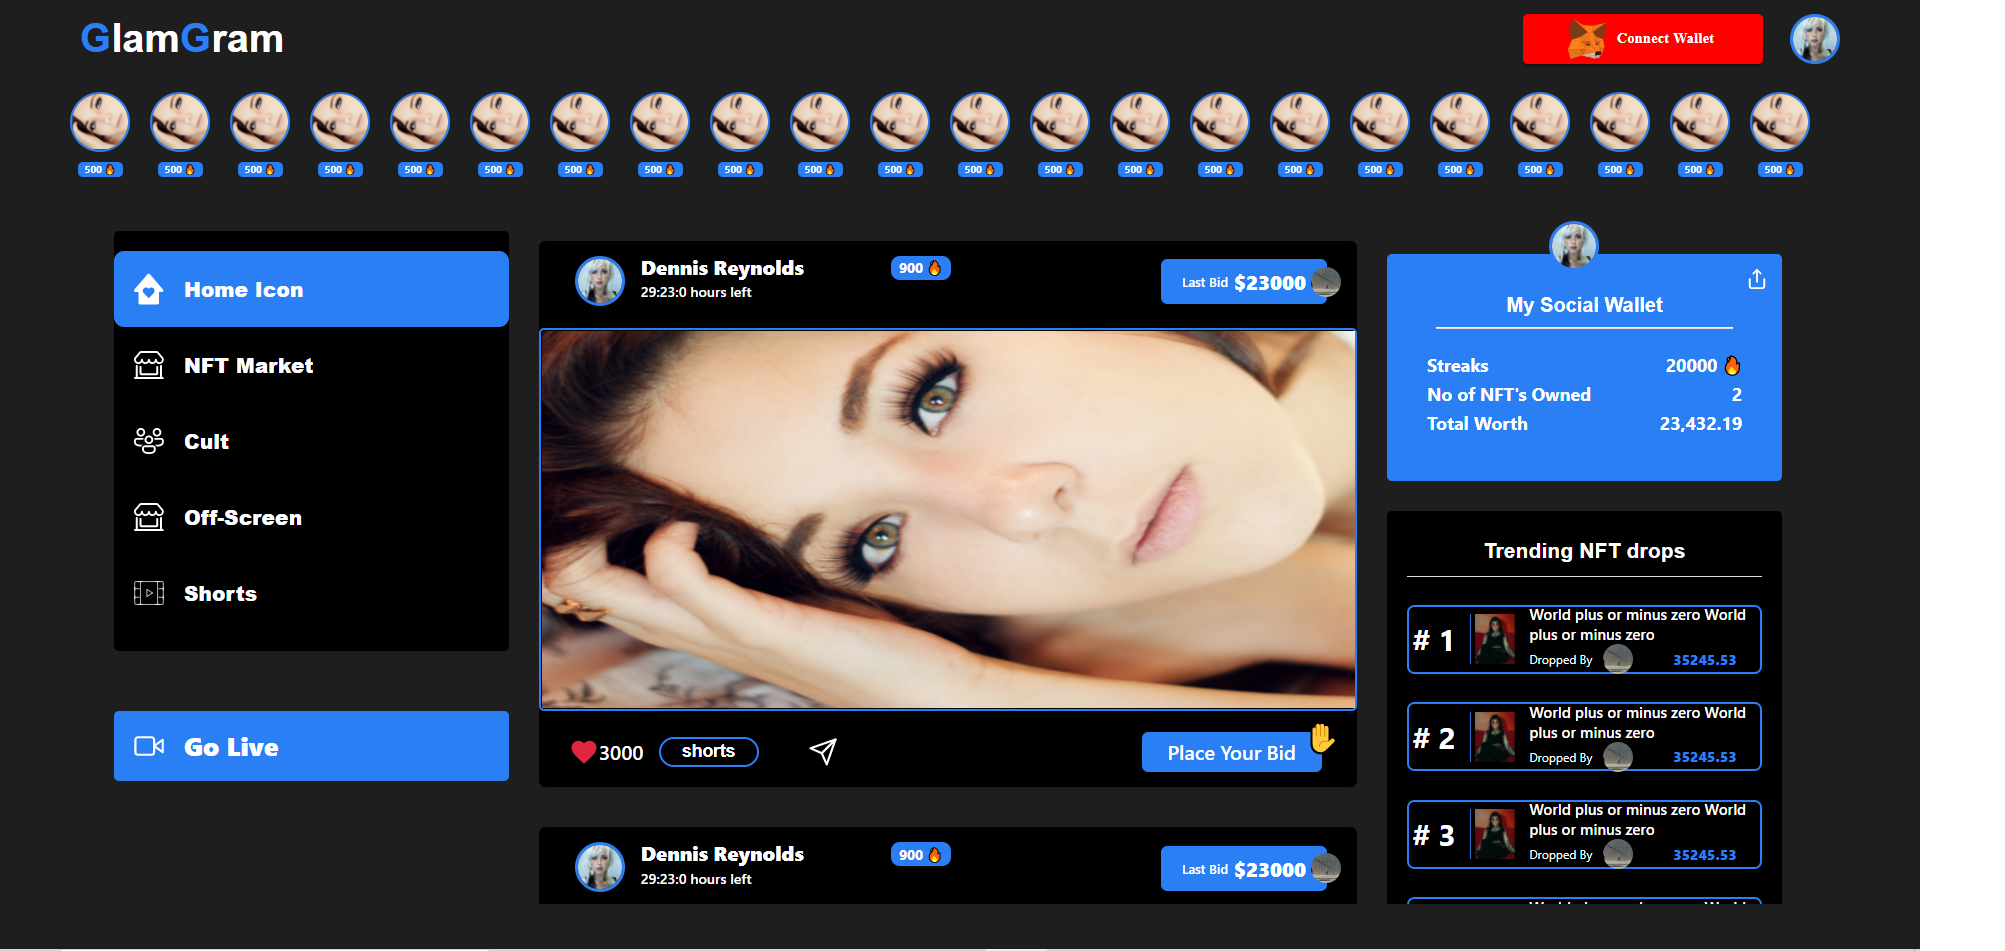 GlamGram
Connect Wallet
500 500 500 500 500 500 500 500 500 500 500 500 500 500 500 500 500 500 500 500 500 500
Home Icon
NFT Market
Cult
Off-Screen
Shorts
Go Live
Dennis Reynolds
29:23:0 hours left
900
Last Bid $23000
3000
shorts
Place Your Bid
Dennis Reynolds
29:23:0 hours left
900
Last Bid $23000
My Social Wallet
Streaks 20000
No of NFT's Owned 2
Total Worth 23,432.19
Trending NFT drops
# 1
World plus or minus zero World
plus or minus zero
Dropped By 35245.53
# 2
World plus or minus zero World
plus or minus zero
Dropped By 35245.53
# 3
World plus or minus zero World
plus or minus zero
Dropped By 35245.53